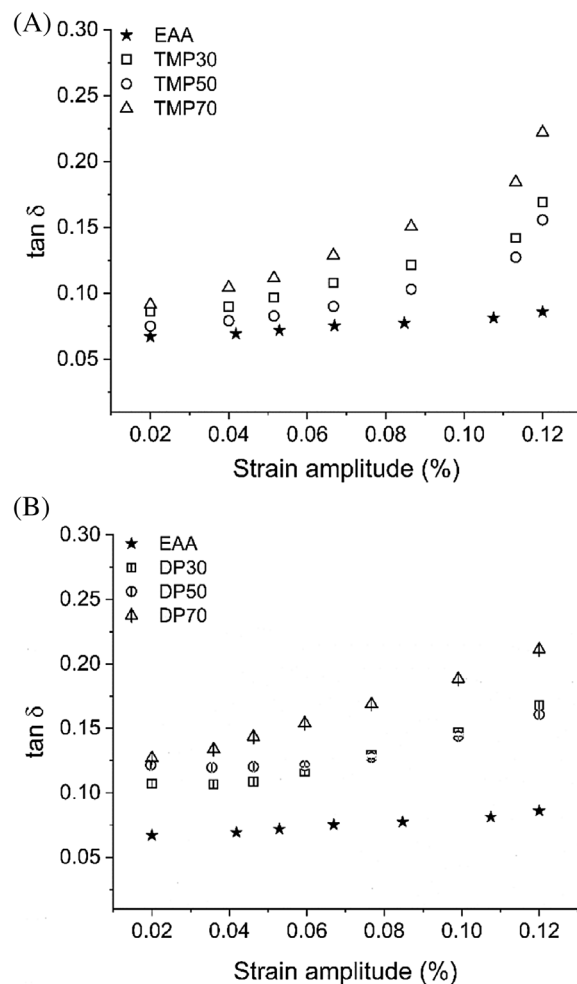 (A)
EAA
TMP30
TMP50
TMP70
tan δ
0.30
0.25
0.20
0.15
0.10
0.05
0.02 0.04 0.06 0.08 0.10 0.12
Strain amplitude (%)
(B)
EAA
DP30
DP50
DP70
tan δ
0.30
0.25
0.20
0.15
0.10
0.05
0.02 0.04 0.06 0.08 0.10 0.12
Strain amplitude (%)